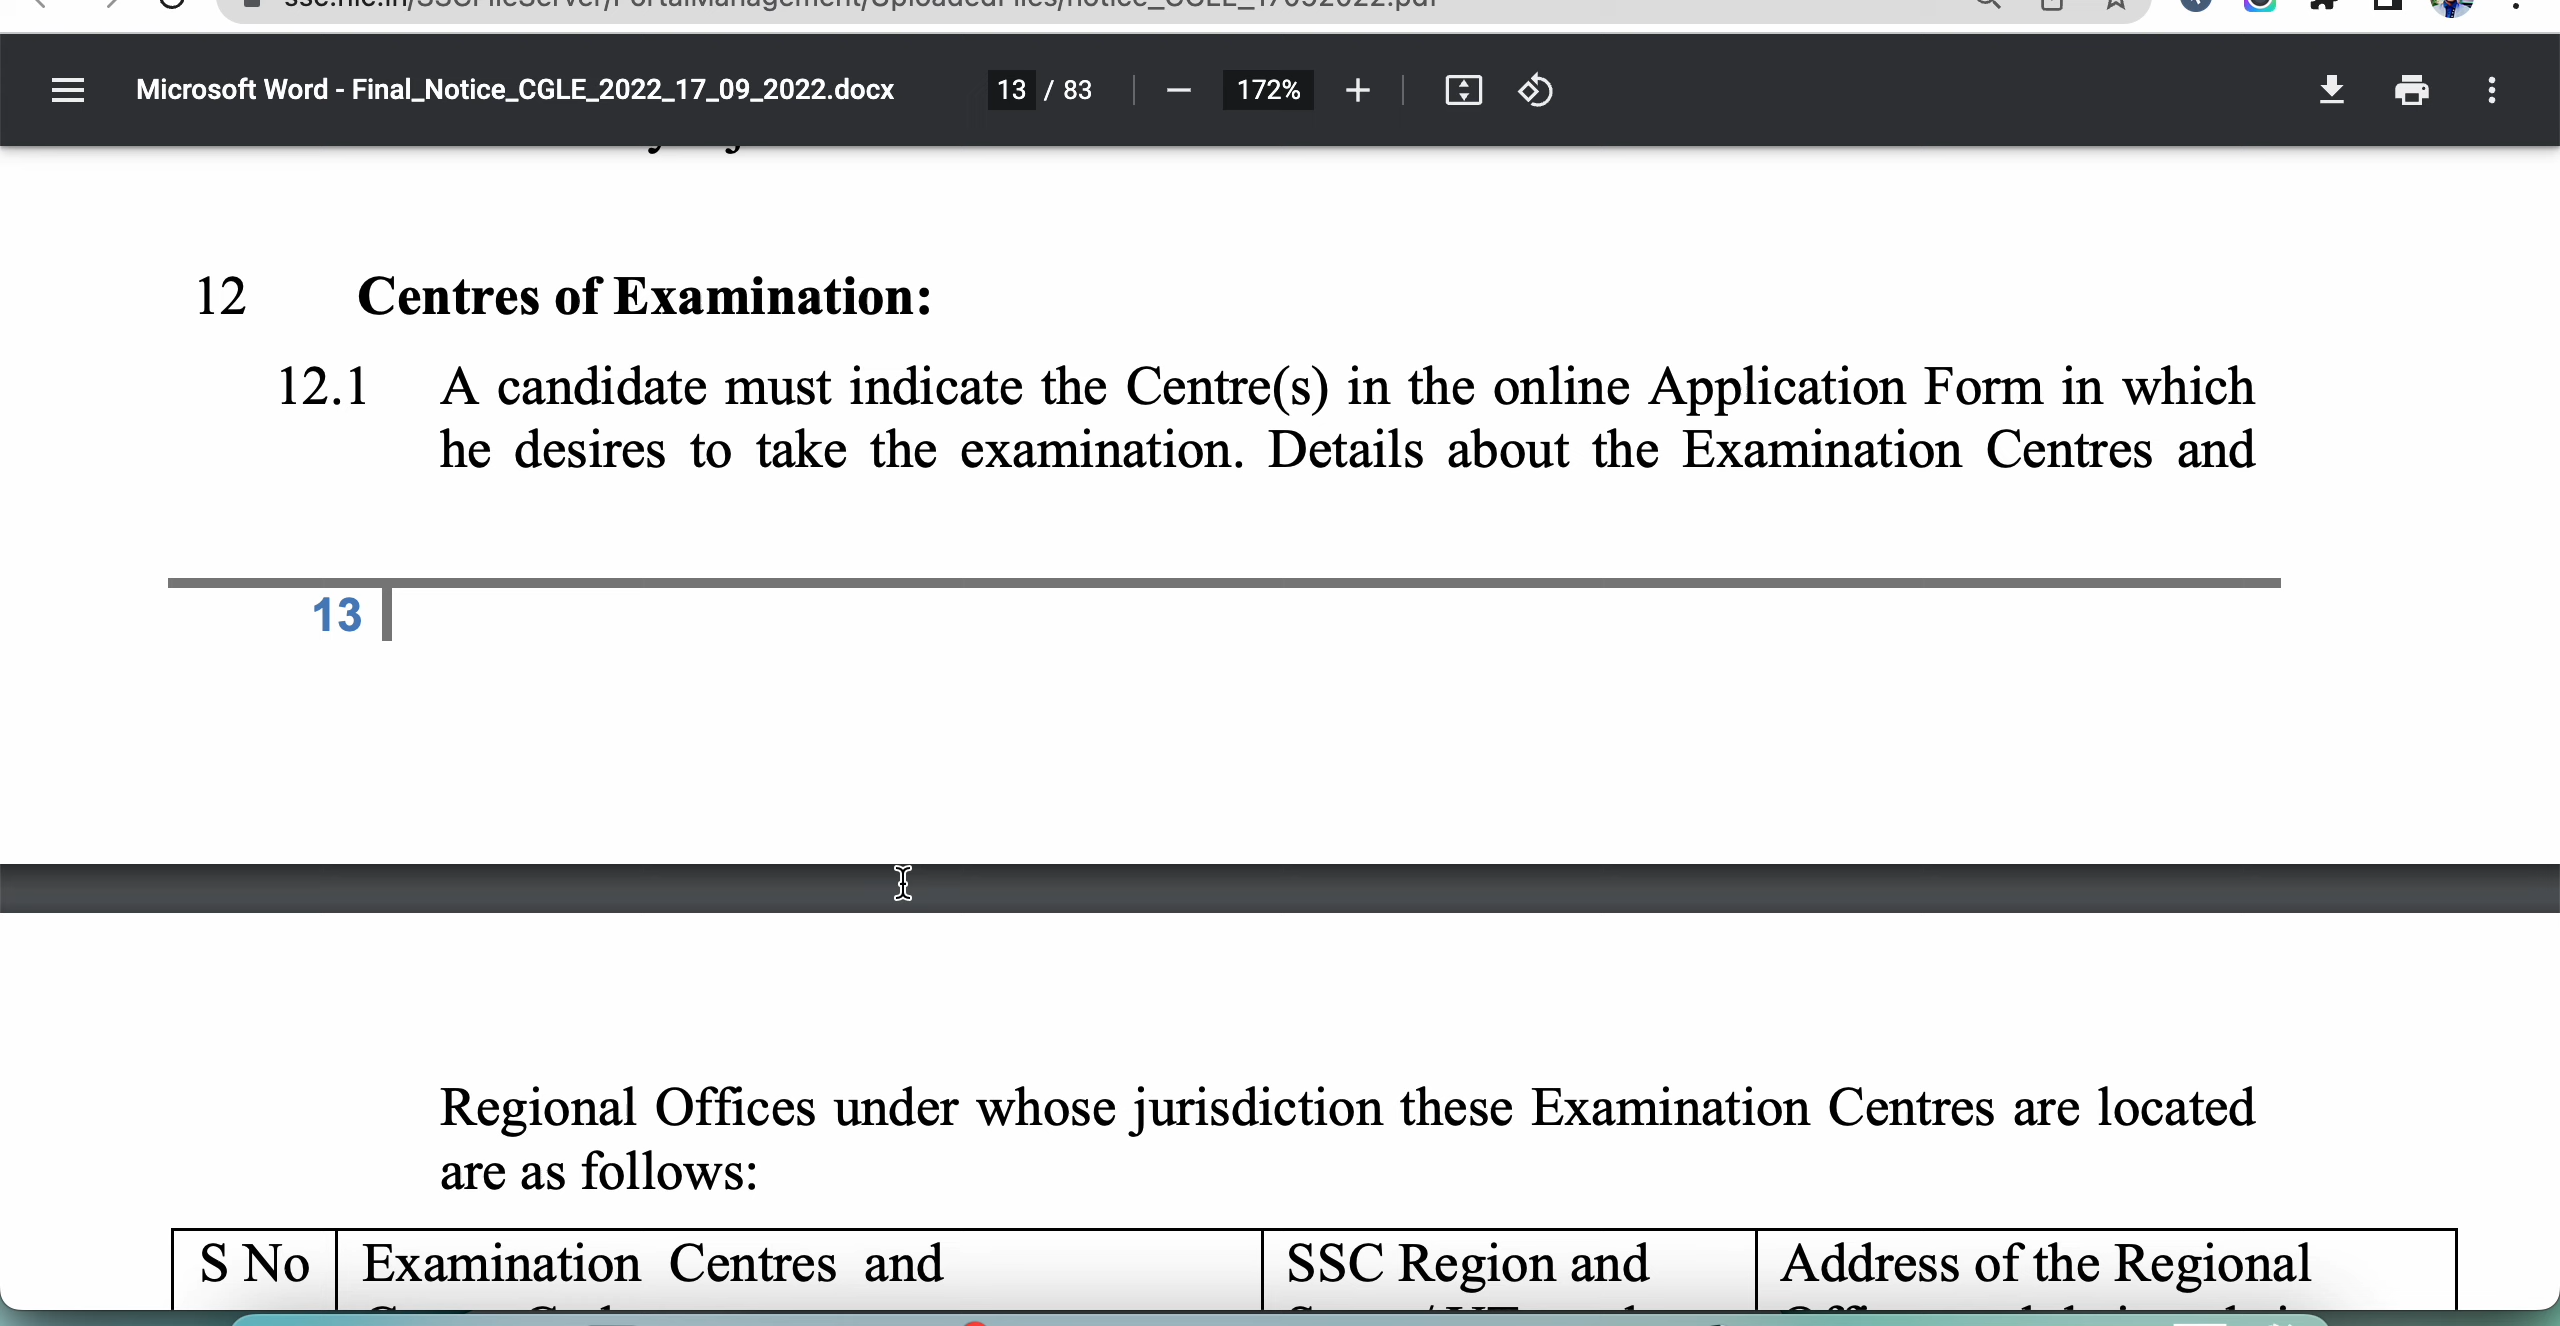 Microsoft Word - Final_Notice_CGLE_2022_17_09_2022.docx 13 / 83 172%
12 Centres of Examination:
12.1 A candidate must indicate the Centre(s) in the online Application Form in which
he desires to take the examination. Details about the Examination Centres and
13
Regional Offices under whose jurisdiction these Examination Centres are located
are as follows:
S No Examination Centres and SSC Region and Address of the Regional